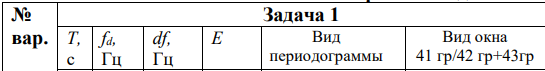 № вар. Задача 1
T, с fd, Гц df, Гц E Вид периодограммы Вид окна 41 гр/42 гр+43гр